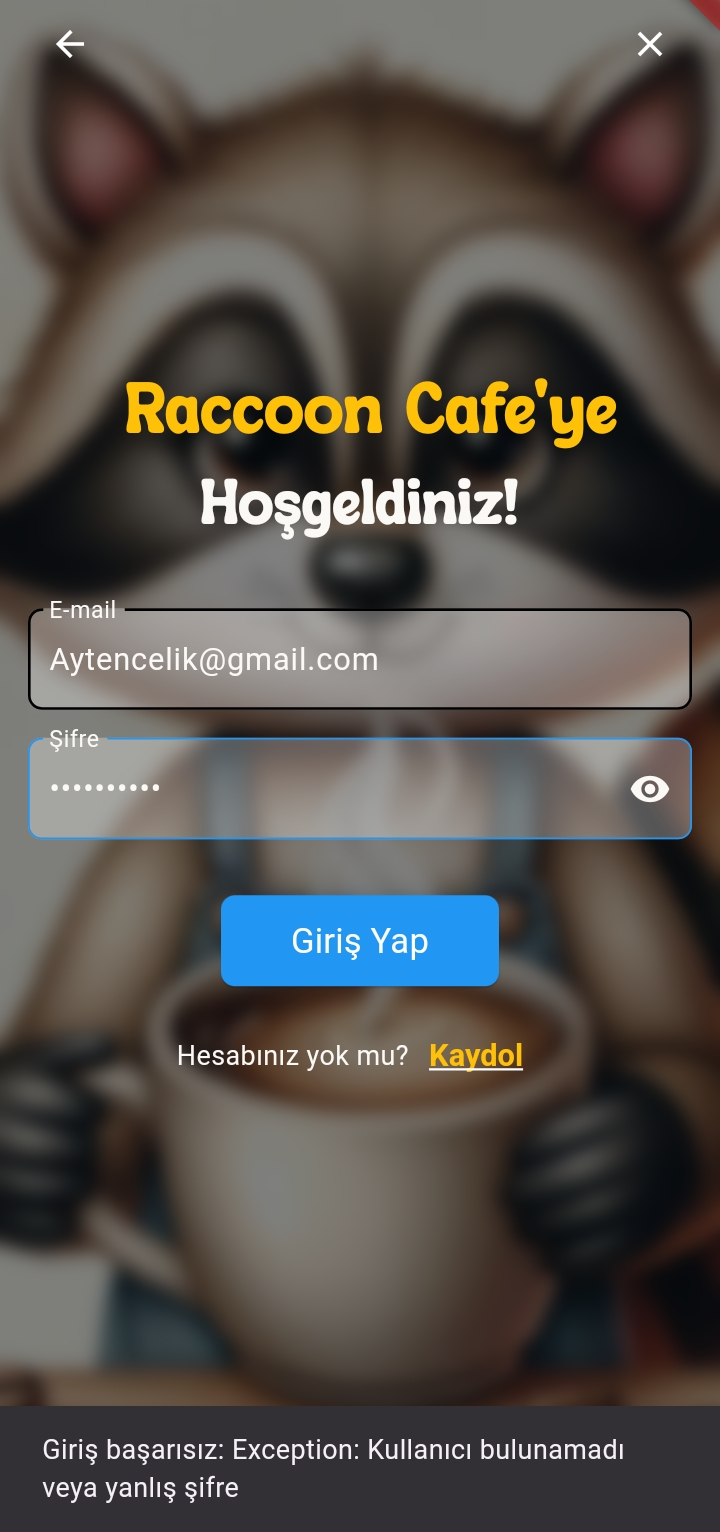 Raccoon Cafe'ye
Hoşgeldiniz!
E-mail
Aytencelik@gmail.com
Şifre
••••••••••
Giriş Yap
Hesabınız yok mu? Kaydol
Giriş başarısız: Exception: Kullanıcı bulunamadı
veya yanlış şifre